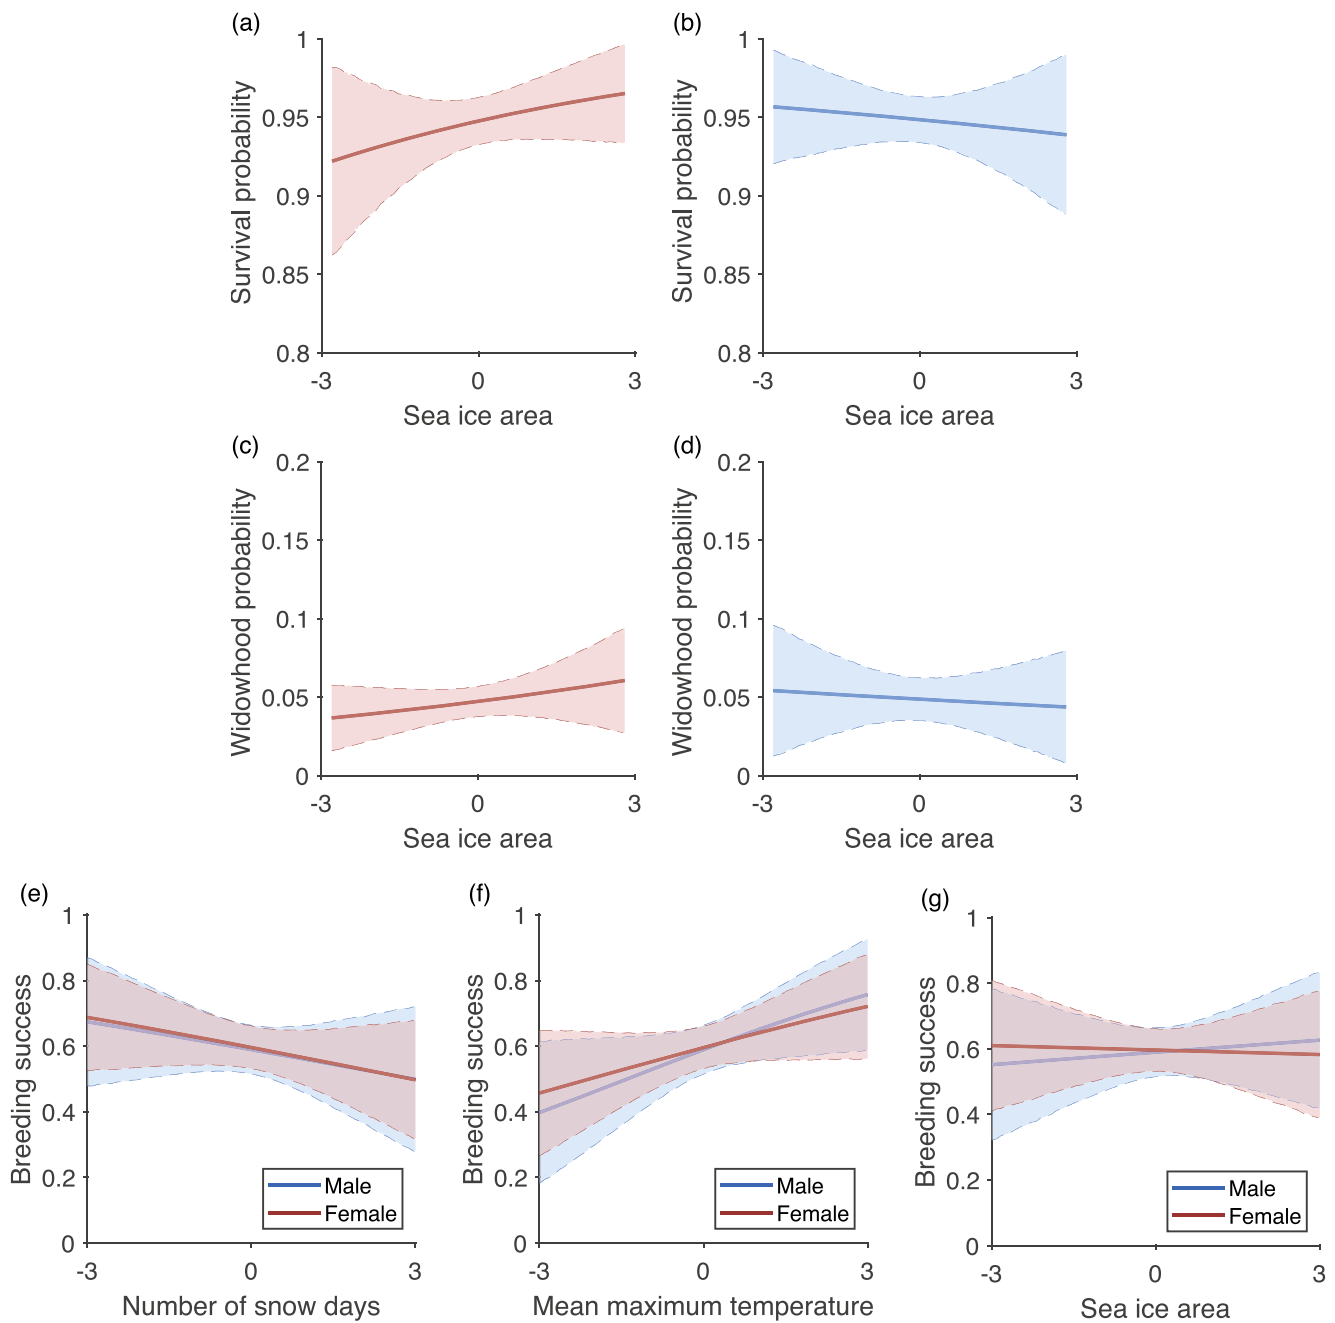 (a)
1
0.95
0.9
0.85
0.8
Survival probability
-3
0
3
Sea ice area
(b)
1
0.95
0.9
0.85
0.8
Survival probability
-3
0
3
Sea ice area
(c)
0.2
0.15
0.1
0.05
0
Widowhood probability
-3
0
3
Sea ice area
(d)
0.2
0.15
0.1
0.05
0
Widowhood probability
-3
0
3
Sea ice area
(e)
1
0.8
0.6
0.4
0.2
0
Breeding success
Male
Female
-3
0
3
Number of snow days
(f)
1
0.8
0.6
0.4
0.2
0
Breeding success
Male
Female
-3
0
3
Mean maximum temperature
(g)
1
0.8
0.6
0.4
0.2
0
Breeding success
Male
Female
-3
0
3
Sea ice area